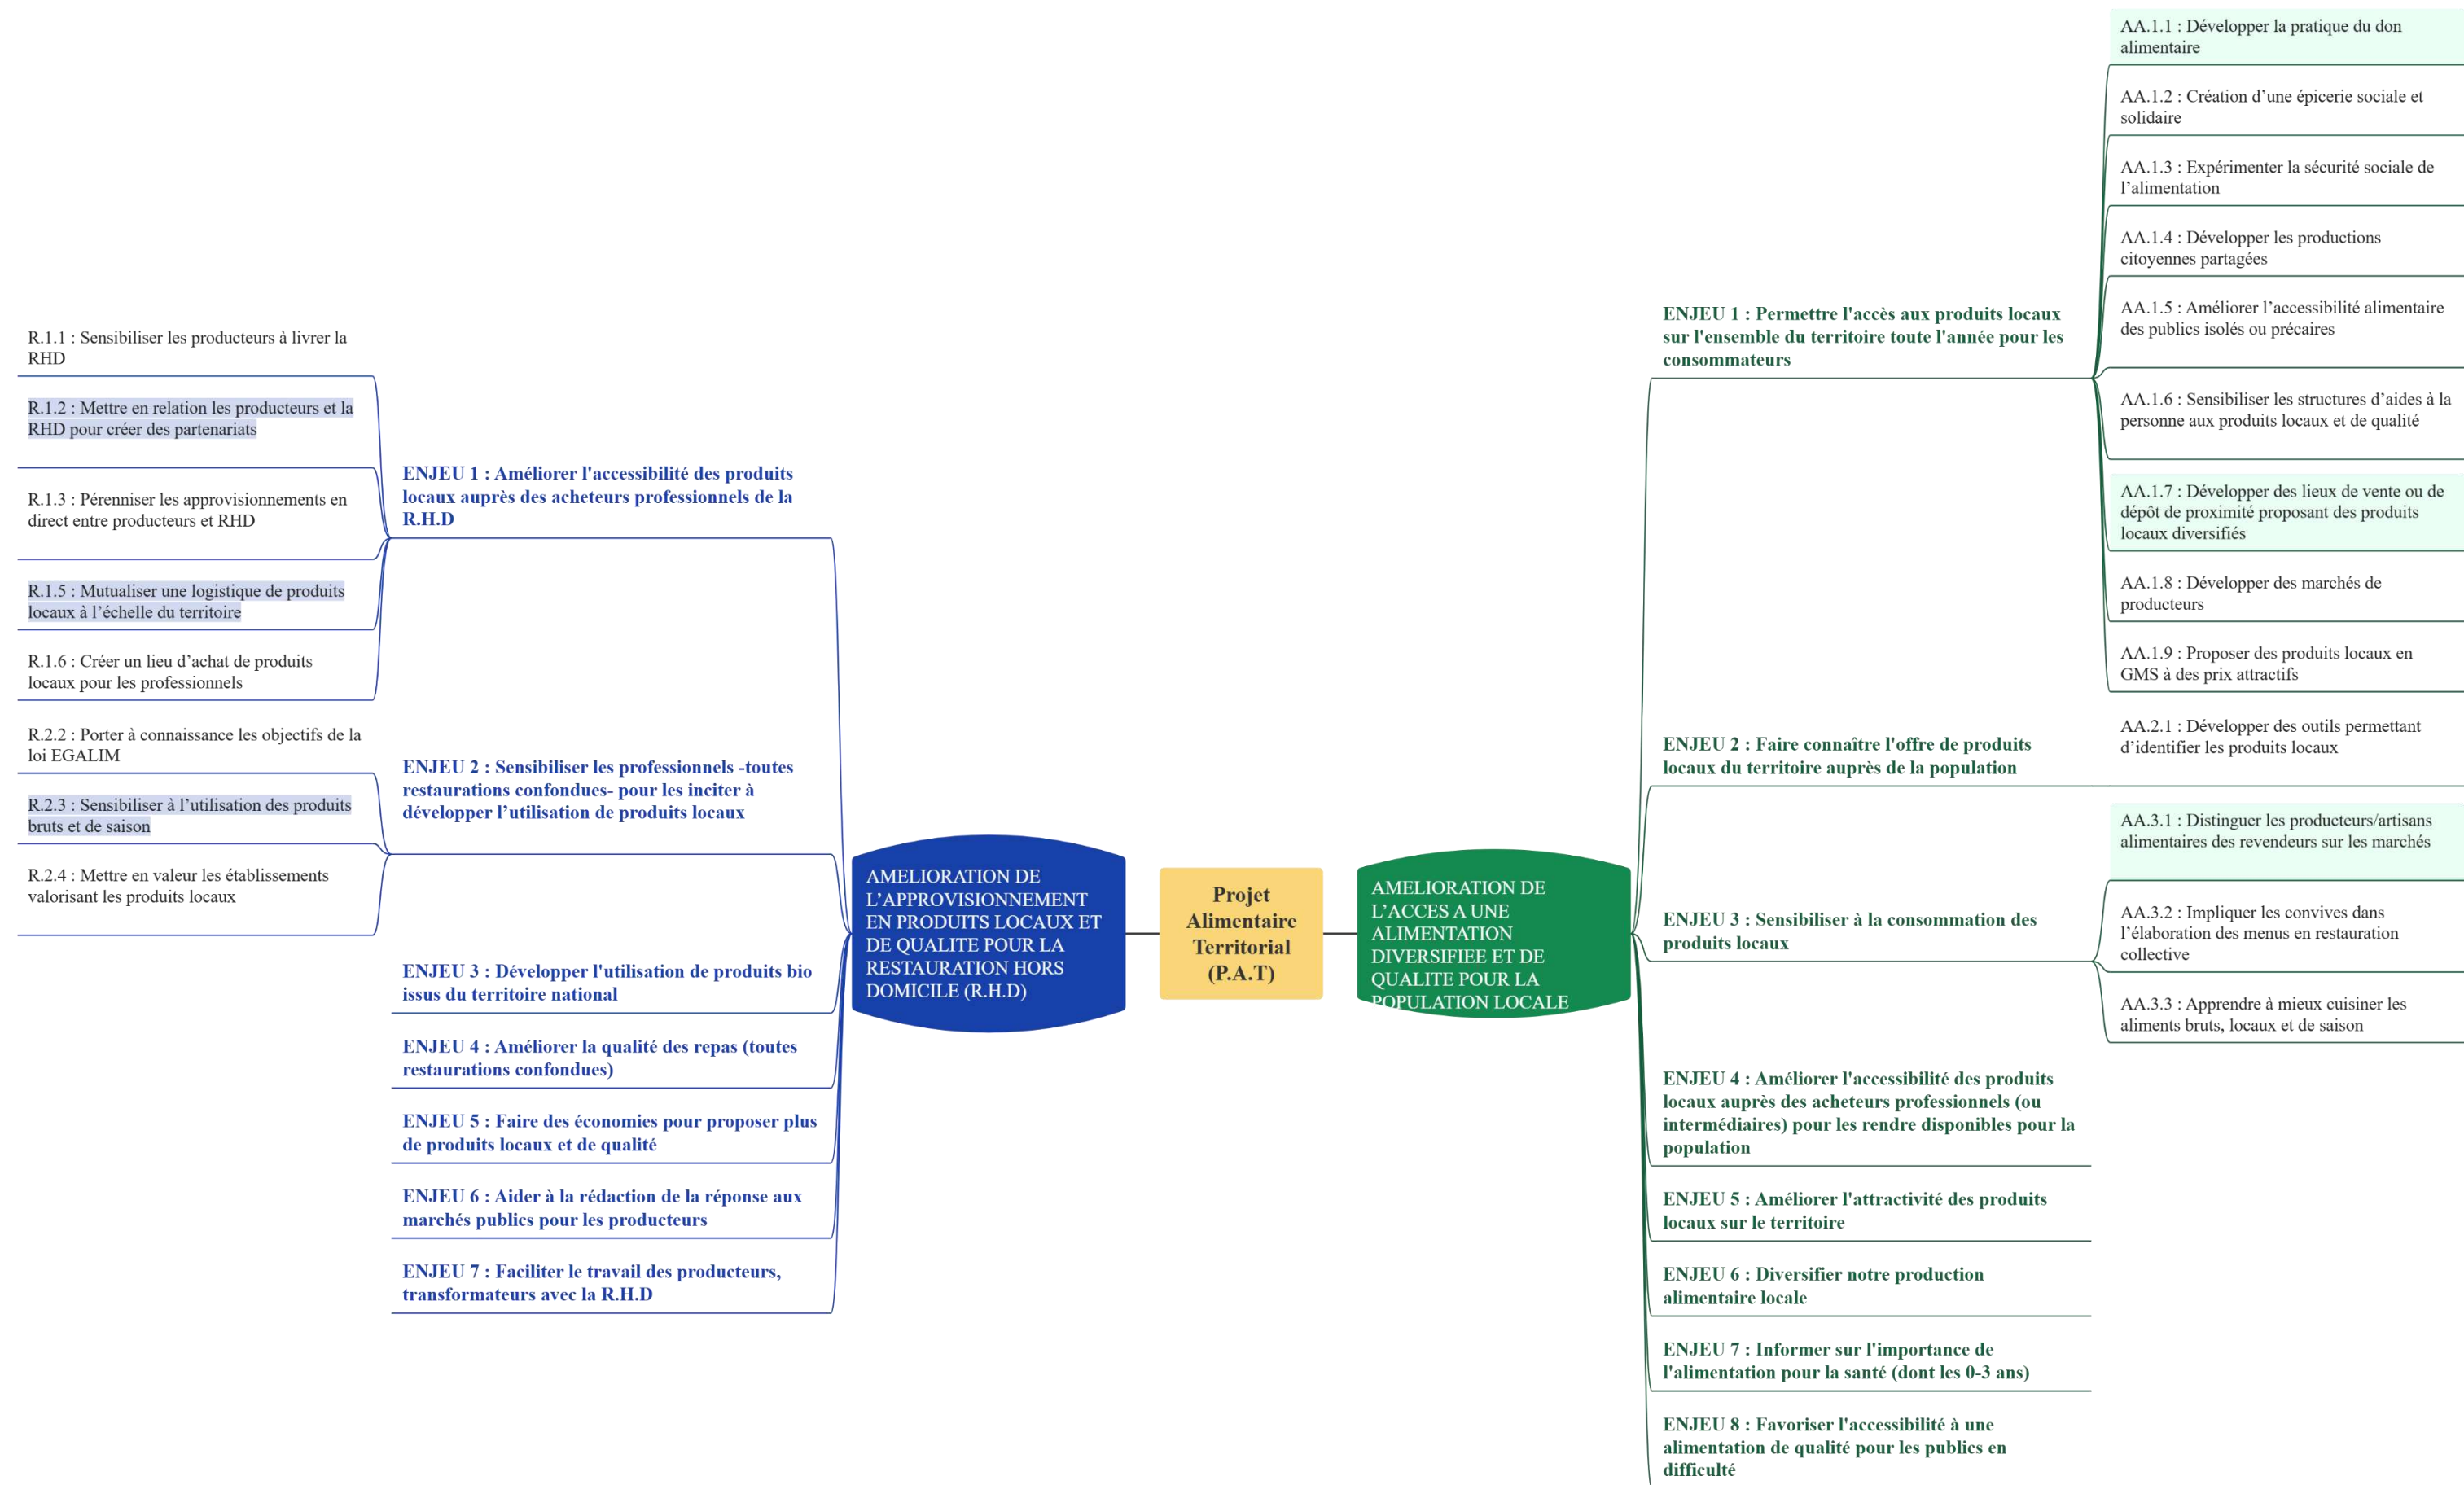 R.1.1 : Sensibiliser les producteurs à livrer la
RHD
R.1.2 : Mettre en relation les producteurs et la
RHD pour créer des partenariats
R.1.3 : Pérenniser les approvisionnements en
direct entre producteurs et RHD
R.1.5 : Mutualiser une logistique de produits
locaux à l’échelle du territoire
R.1.6 : Créer un lieu d’achat de produits
locaux pour les professionnels
R.2.2 : Porter à connaissance les objectifs de la
loi EGALIM
R.2.3 : Sensibiliser à l’utilisation des produits
bruts et de saison
R.2.4 : Mettre en valeur les établissements
valorisant les produits locaux
ENJEU 1 : Améliorer l'accessibilité des produits
locaux auprès des acheteurs professionnels de la
R.H.D
ENJEU 2 : Sensibiliser les professionnels -toutes
restaurations confondues- pour les inciter à
développer l’utilisation de produits locaux
ENJEU 3 : Développer l'utilisation de produits bio
issus du territoire national
ENJEU 4 : Améliorer la qualité des repas (toutes
restaurations confondues)
ENJEU 5 : Faire des économies pour proposer plus
de produits locaux et de qualité
ENJEU 6 : Aider à la rédaction de la réponse aux
marchés publics pour les producteurs
ENJEU 7 : Faciliter le travail des producteurs,
transformateurs avec la R.H.D
AMELIORATION DE
L’APPROVISIONNEMENT
EN PRODUITS LOCAUX ET
DE QUALITE POUR LA
RESTAURATION HORS
DOMICILE (R.H.D)
Projet
Alimentaire
Territorial
(P.A.T)
AMELIORATION DE
L’ACCES A UNE
ALIMENTATION
DIVERSIFIEE ET DE
QUALITE POUR LA
POPULATION LOCALE
ENJEU 1 : Permettre l'accès aux produits locaux
sur l'ensemble du territoire toute l'année pour les
consommateurs
ENJEU 2 : Faire connaître l'offre de produits
locaux du territoire auprès de la population
ENJEU 3 : Sensibiliser à la consommation des
produits locaux
ENJEU 4 : Améliorer l'accessibilité des produits
locaux auprès des acheteurs professionnels (ou
intermédiaires) pour les rendre disponibles pour la
population
ENJEU 5 : Améliorer l'attractivité des produits
locaux sur le territoire
ENJEU 6 : Diversifier notre production
alimentaire locale
ENJEU 7 : Informer sur l'importance de
l'alimentation pour la santé (dont les 0-3 ans)
ENJEU 8 : Favoriser l'accessibilité à une
alimentation de qualité pour les publics en
difficulté
AA.1.1 : Développer la pratique du don
alimentaire
AA.1.2 : Création d’une épicerie sociale et
solidaire
AA.1.3 : Expérimenter la sécurité sociale de
l’alimentation
AA.1.4 : Développer les productions
citoyennes partagées
AA.1.5 : Améliorer l’accessibilité alimentaire
des publics isolés ou précaires
AA.1.6 : Sensibiliser les structures d’aides à la
personne aux produits locaux et de qualité
AA.1.7 : Développer des lieux de vente ou de
dépôt de proximité proposant des produits
locaux diversifiés
AA.1.8 : Développer des marchés de
producteurs
AA.1.9 : Proposer des produits locaux en
GMS à des prix attractifs
AA.2.1 : Développer des outils permettant
d’identifier les produits locaux
AA.3.1 : Distinguer les producteurs/artisans
alimentaires des revendeurs sur les marchés
AA.3.2 : Impliquer les convives dans
l’élaboration des menus en restauration
collective
AA.3.3 : Apprendre à mieux cuisiner les
aliments bruts, locaux et de saison